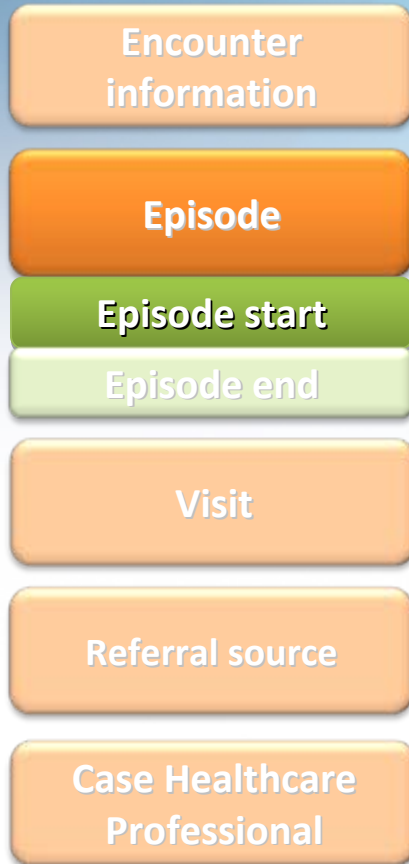 Encounter
information
Episode
Episode start
Episode end
Visit
Referral source
Case Healthcare
Professional